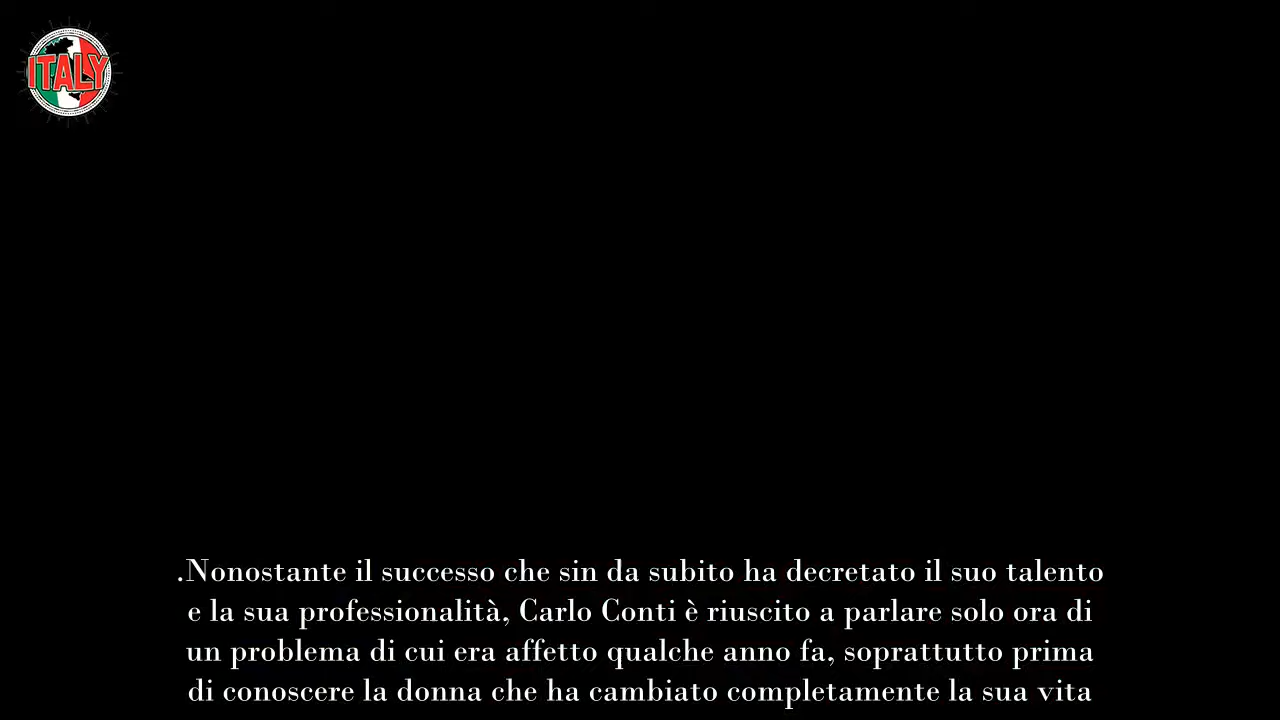 ITALY
.Nonostante il successo che sin da subito ha decretato il suo talento
e la sua professionalità, Carlo Conti è riuscito a parlare solo ora di
un problema di cui era affetto qualche anno fa, soprattutto prima
di conoscere la donna che ha cambiato completamente la sua vita